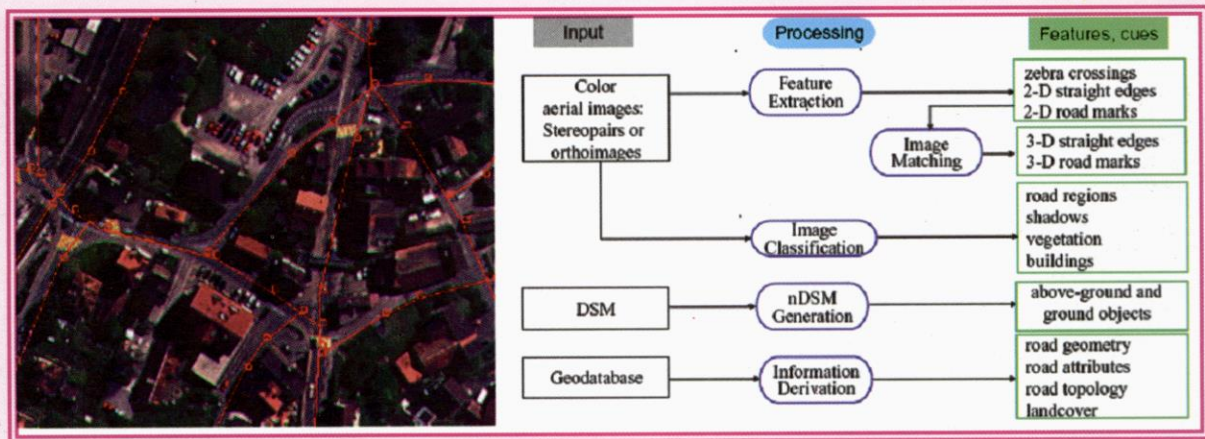 Input
Processing
Features, cues
Color
aerial images:
Stereopairs or
orthoimages
Feature
Extraction
zebra crossings
2-D straight edges
2-D road marks
Image
Matching
3-D straight edges
3-D road marks
Image
Classification
road regions
shadows
vegetation
buildings
DSM
nDSM
Generation
above-ground and
ground objects
Geodatabase
Information
Derivation
road geometry
road attributes
road topology
landcover